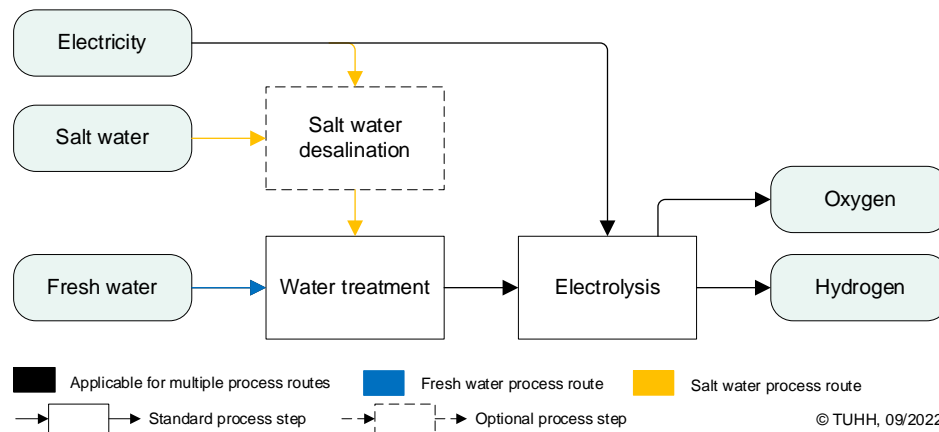 Electricity
Salt water
Salt water
desalination
Oxygen
Fresh water
Water treatment
Electrolysis
Hydrogen
Applicable for multiple process routes
Fresh water process route
Salt water process route
Standard process step
Optional process step
© TUHH, 09/2022